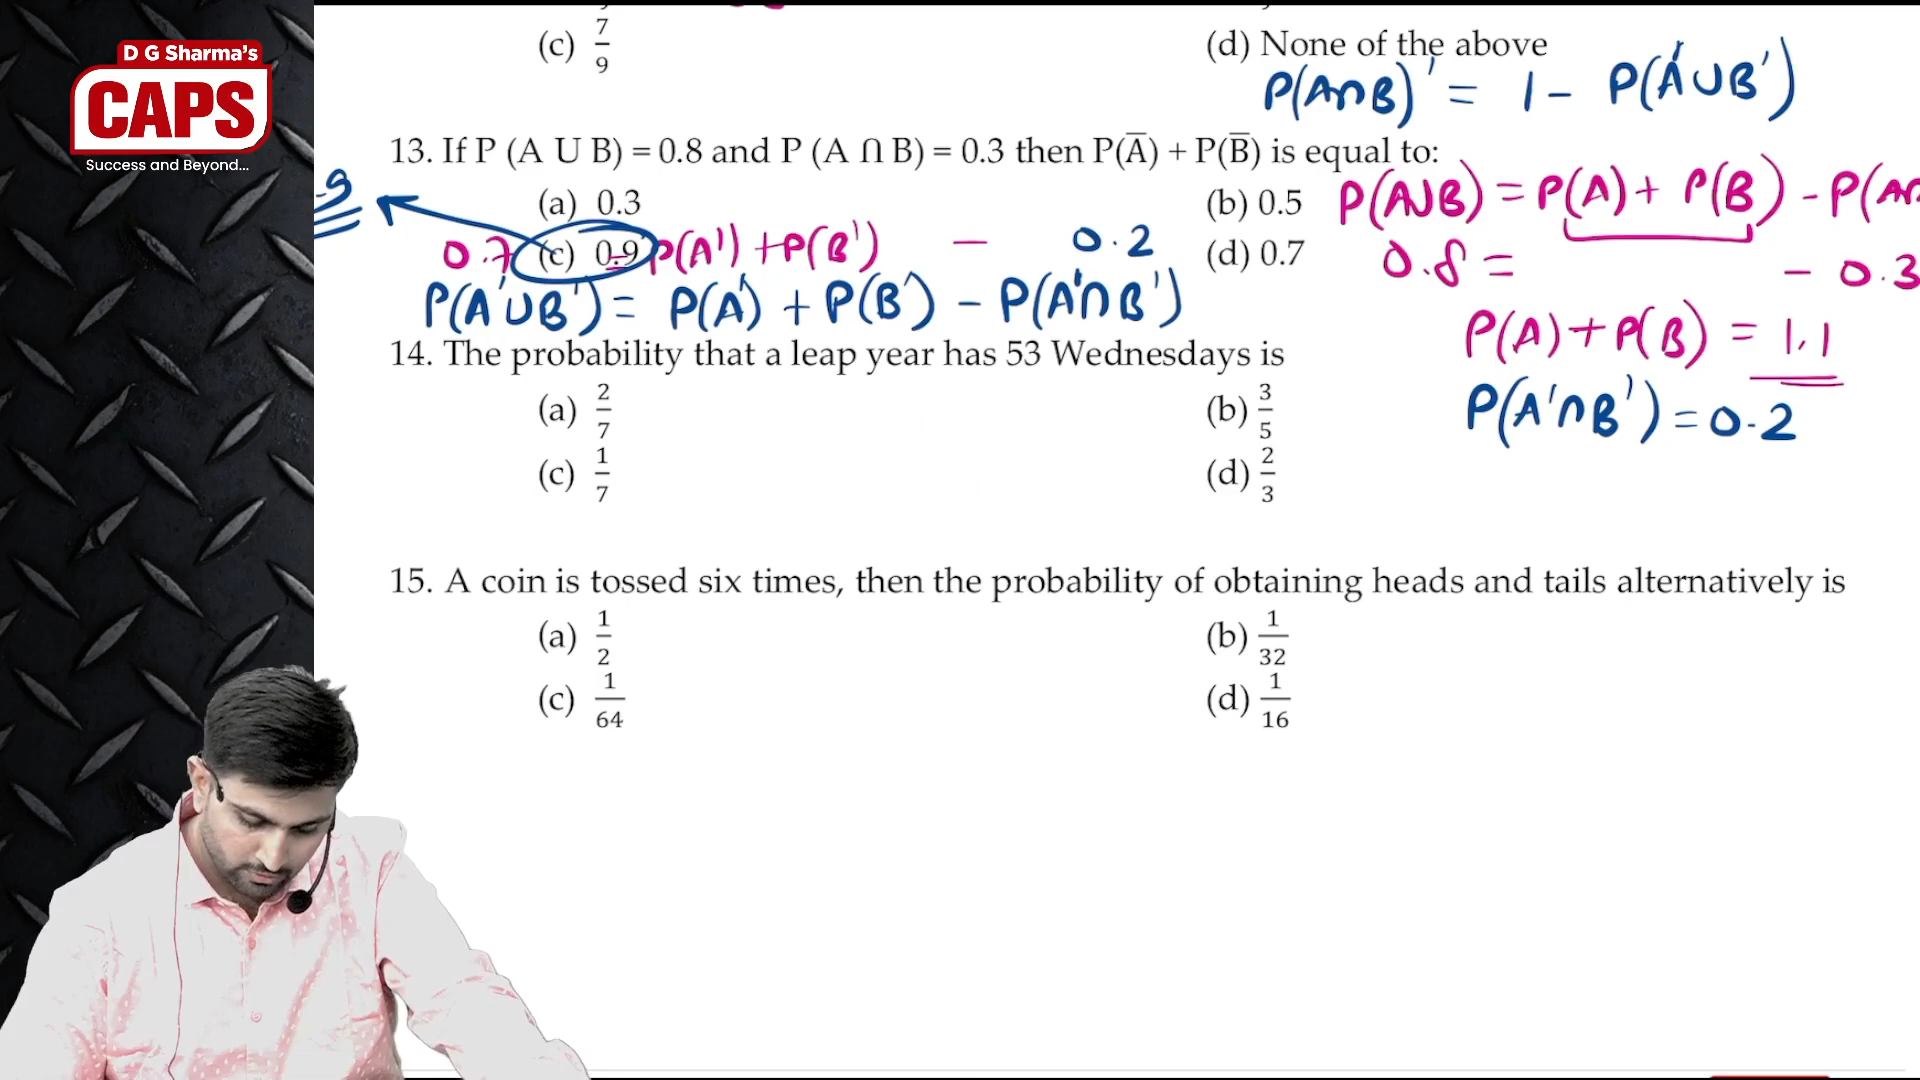 D G Sharma's
CAPS
Success and Beyond...
(c) 7/9
(d) None of the above
P(A∩B)' = 1 - P(A'∪B')
13. If P (A U B) = 0.8 and P (A ∩ B) = 0.3 then P(A̅) + P(B̅) is equal to:
(a) 0.3
(b) 0.5
P(A∪B) = P(A) + P(B) - P(A∩
(c) 0.9
(d) 0.7
0.7 = P(A') + P(B') - 0.2
0.8 = - 0.3
P(A'∪B') = P(A') + P(B') - P(A'∩B')
P(A) + P(B) = 1.1
14. The probability that a leap year has 53 Wednesdays is
(a) 2/7
(b) 3/5
P(A'∩B') = 0.2
(c) 1/7
(d) 2/3
15. A coin is tossed six times, then the probability of obtaining heads and tails alternatively is
(a) 1/2
(b) 1/32
(c) 1/64
(d) 1/16